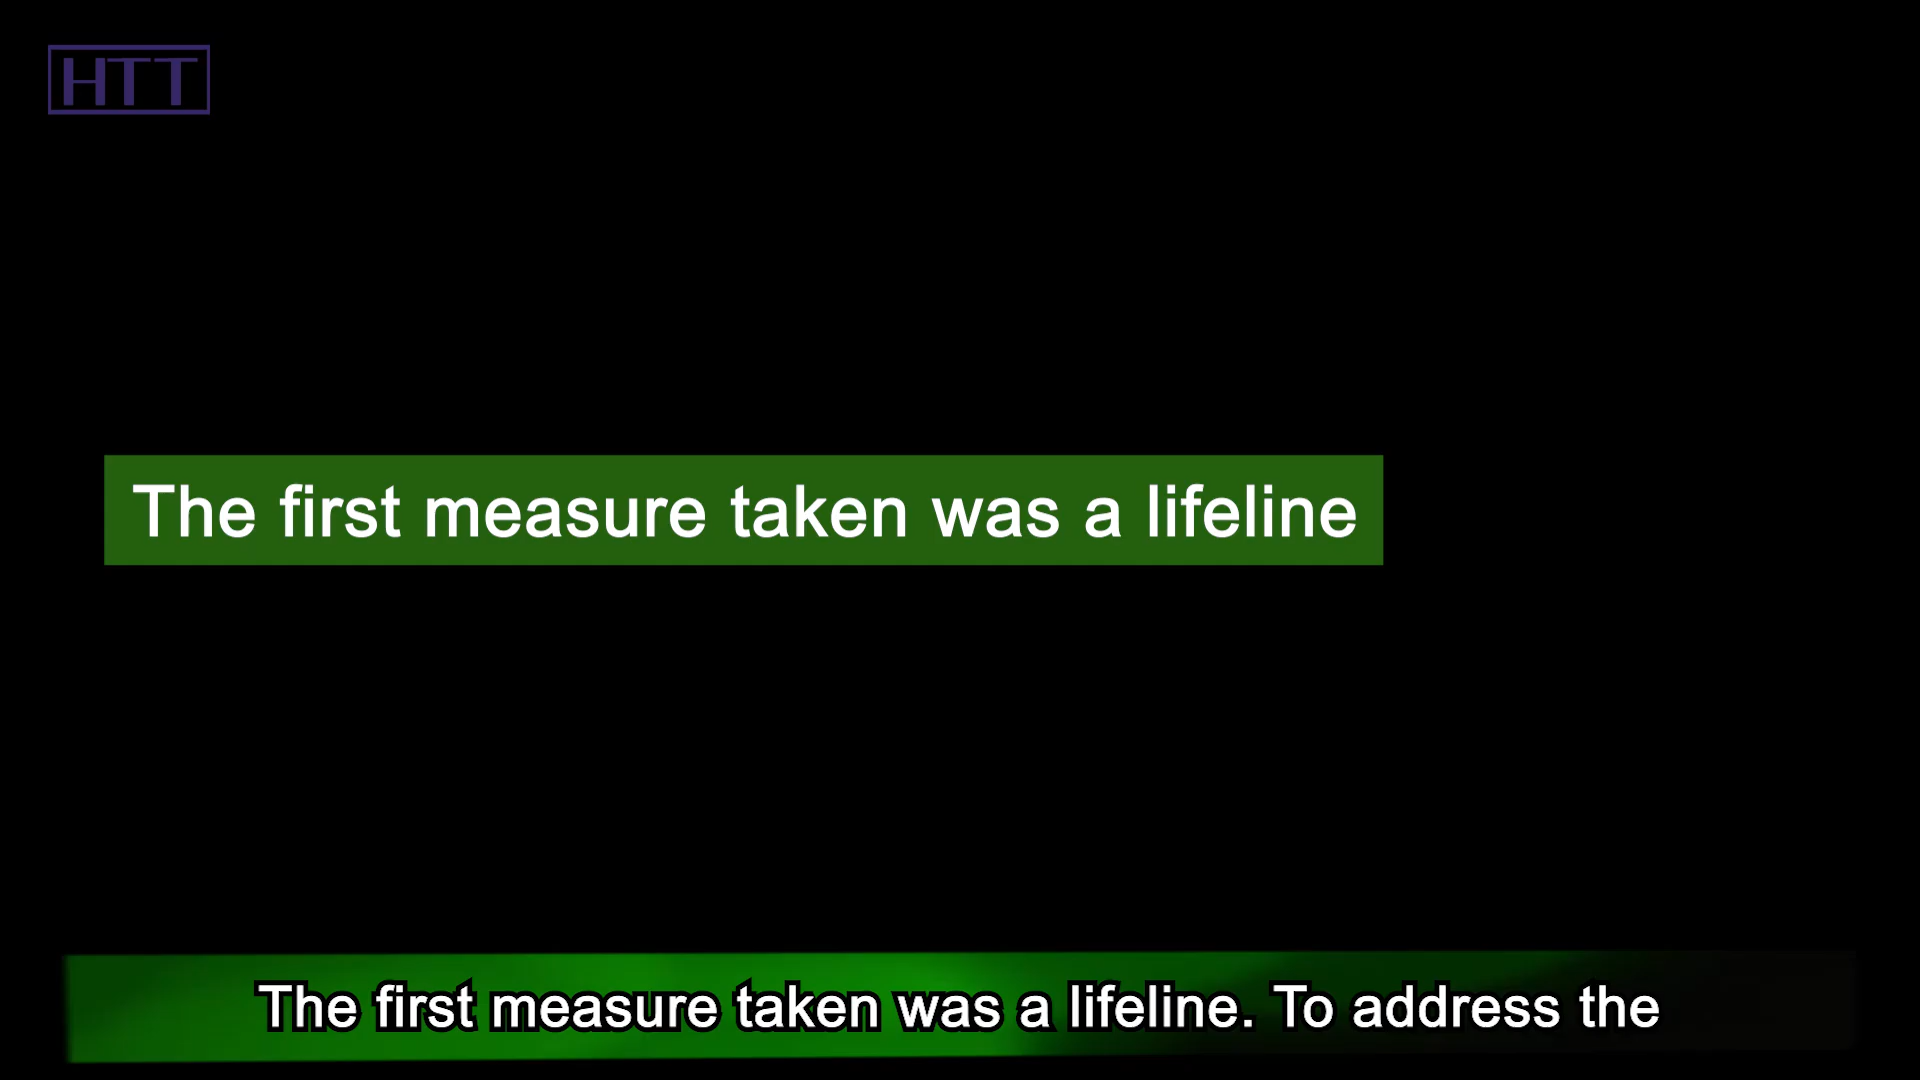 HTT
The first measure taken was a lifeline
The first measure taken was a lifeline. To address the